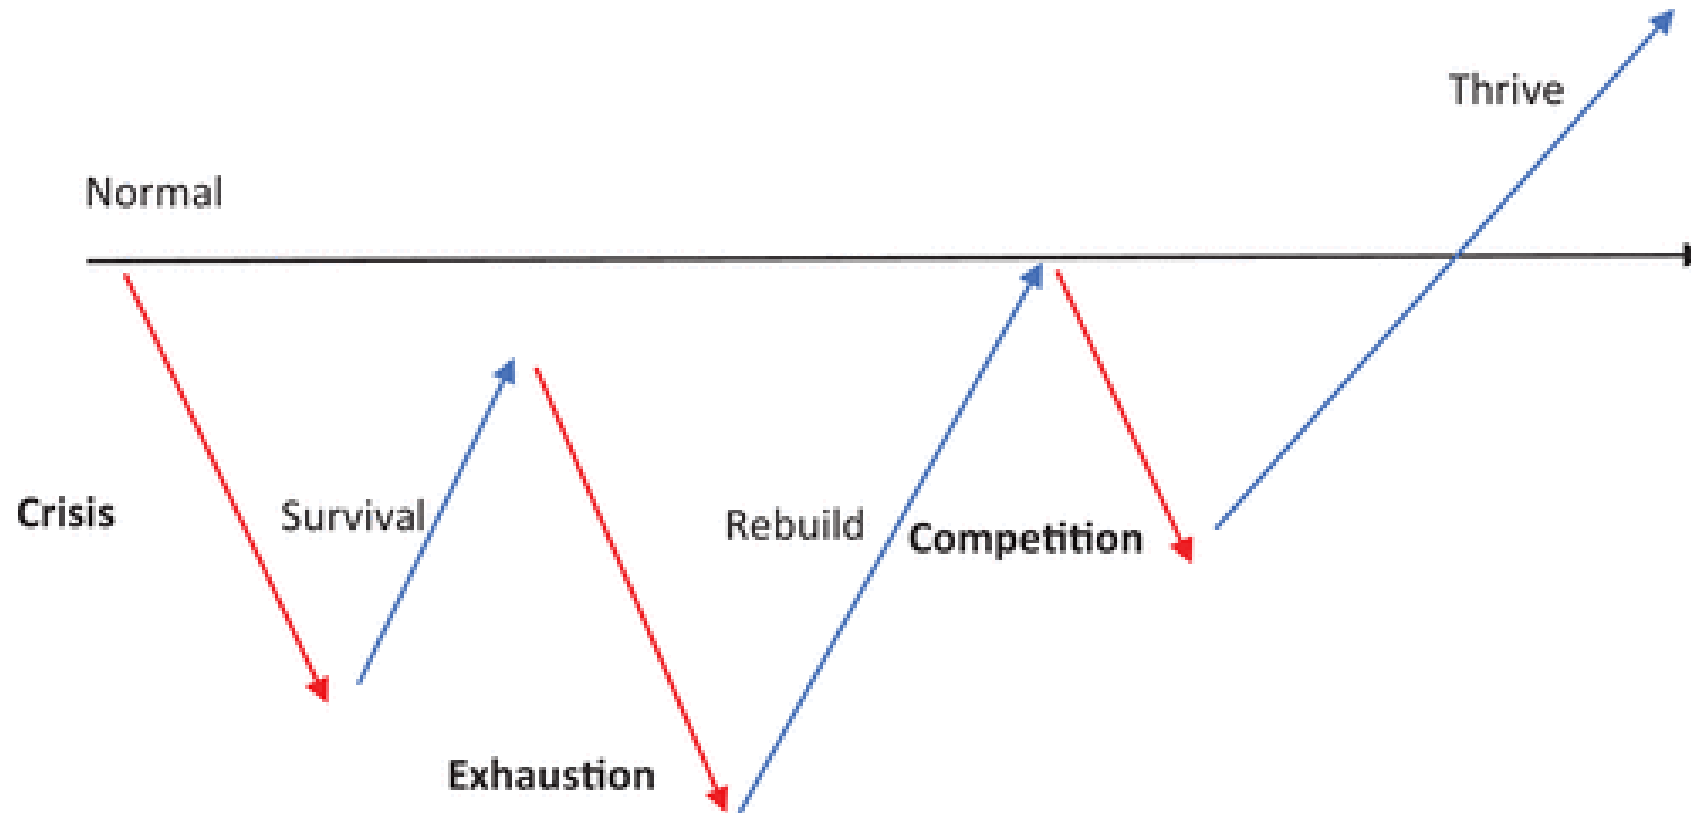 Thrive
Normal
Crisis
Survival
Rebuild
Competition
Exhaustion